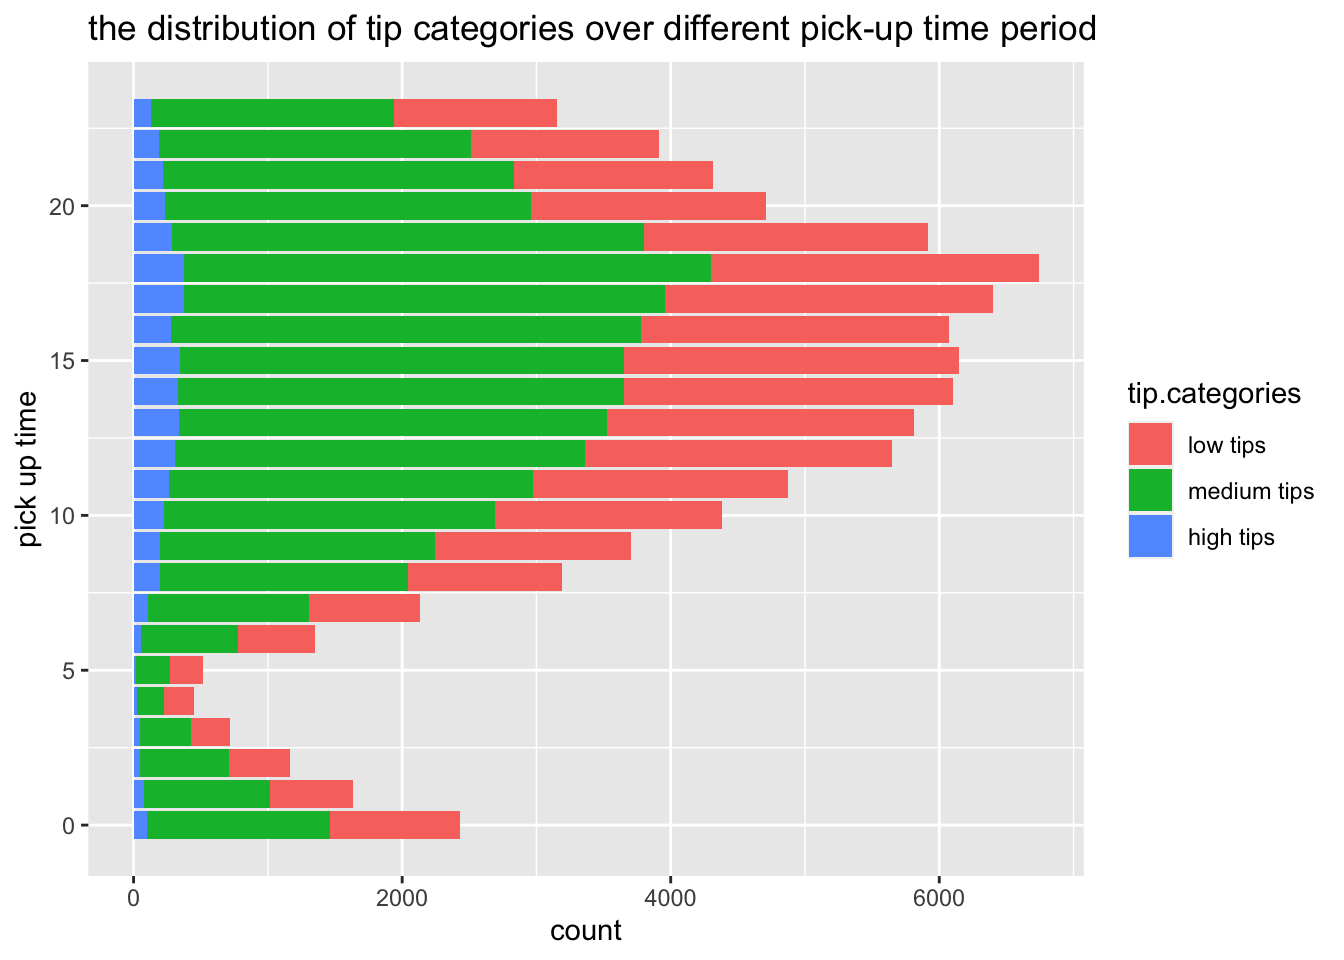 the distribution of tip categories over different pick-up time period
20
15
10
5
0
pick up time
0 2000 4000 6000
count
tip.categories
low tips
medium tips
high tips